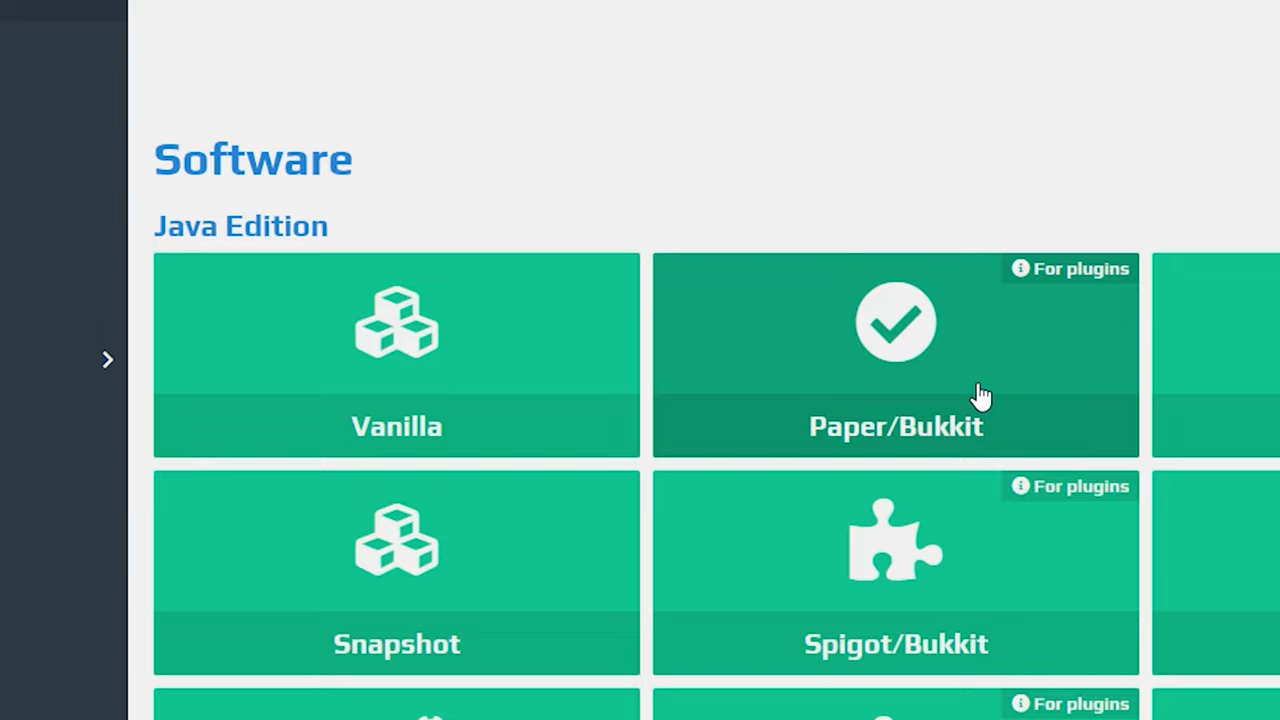 Software
Java Edition
For plugins
Vanilla
Paper/Bukkit
For plugins
Snapshot
Spigot/Bukkit
For plugins